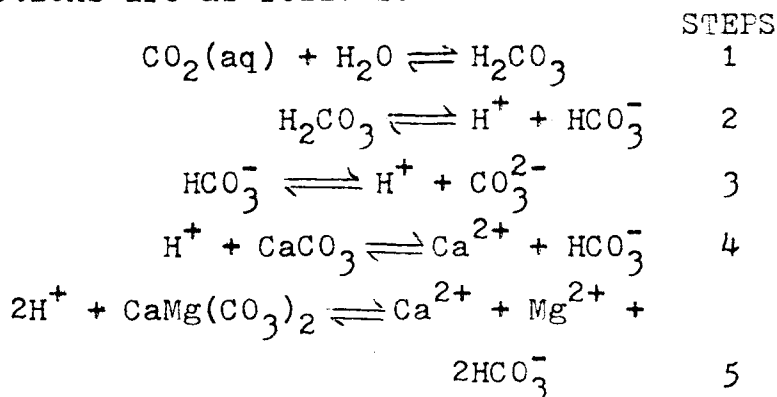 STEPS
CO₂(aq) + H₂O ⇌ H₂CO₃ 1
H₂CO₃ ⇌ H⁺ + HCO₃⁻ 2
HCO₃⁻ ⇌ H⁺ + CO₃²⁻ 3
H⁺ + CaCO₃ ⇌ Ca²⁺ + HCO₃⁻ 4
2H⁺ + CaMg(CO₃)₂ ⇌ Ca²⁺ + Mg²⁺ +
2HCO₃⁻ 5